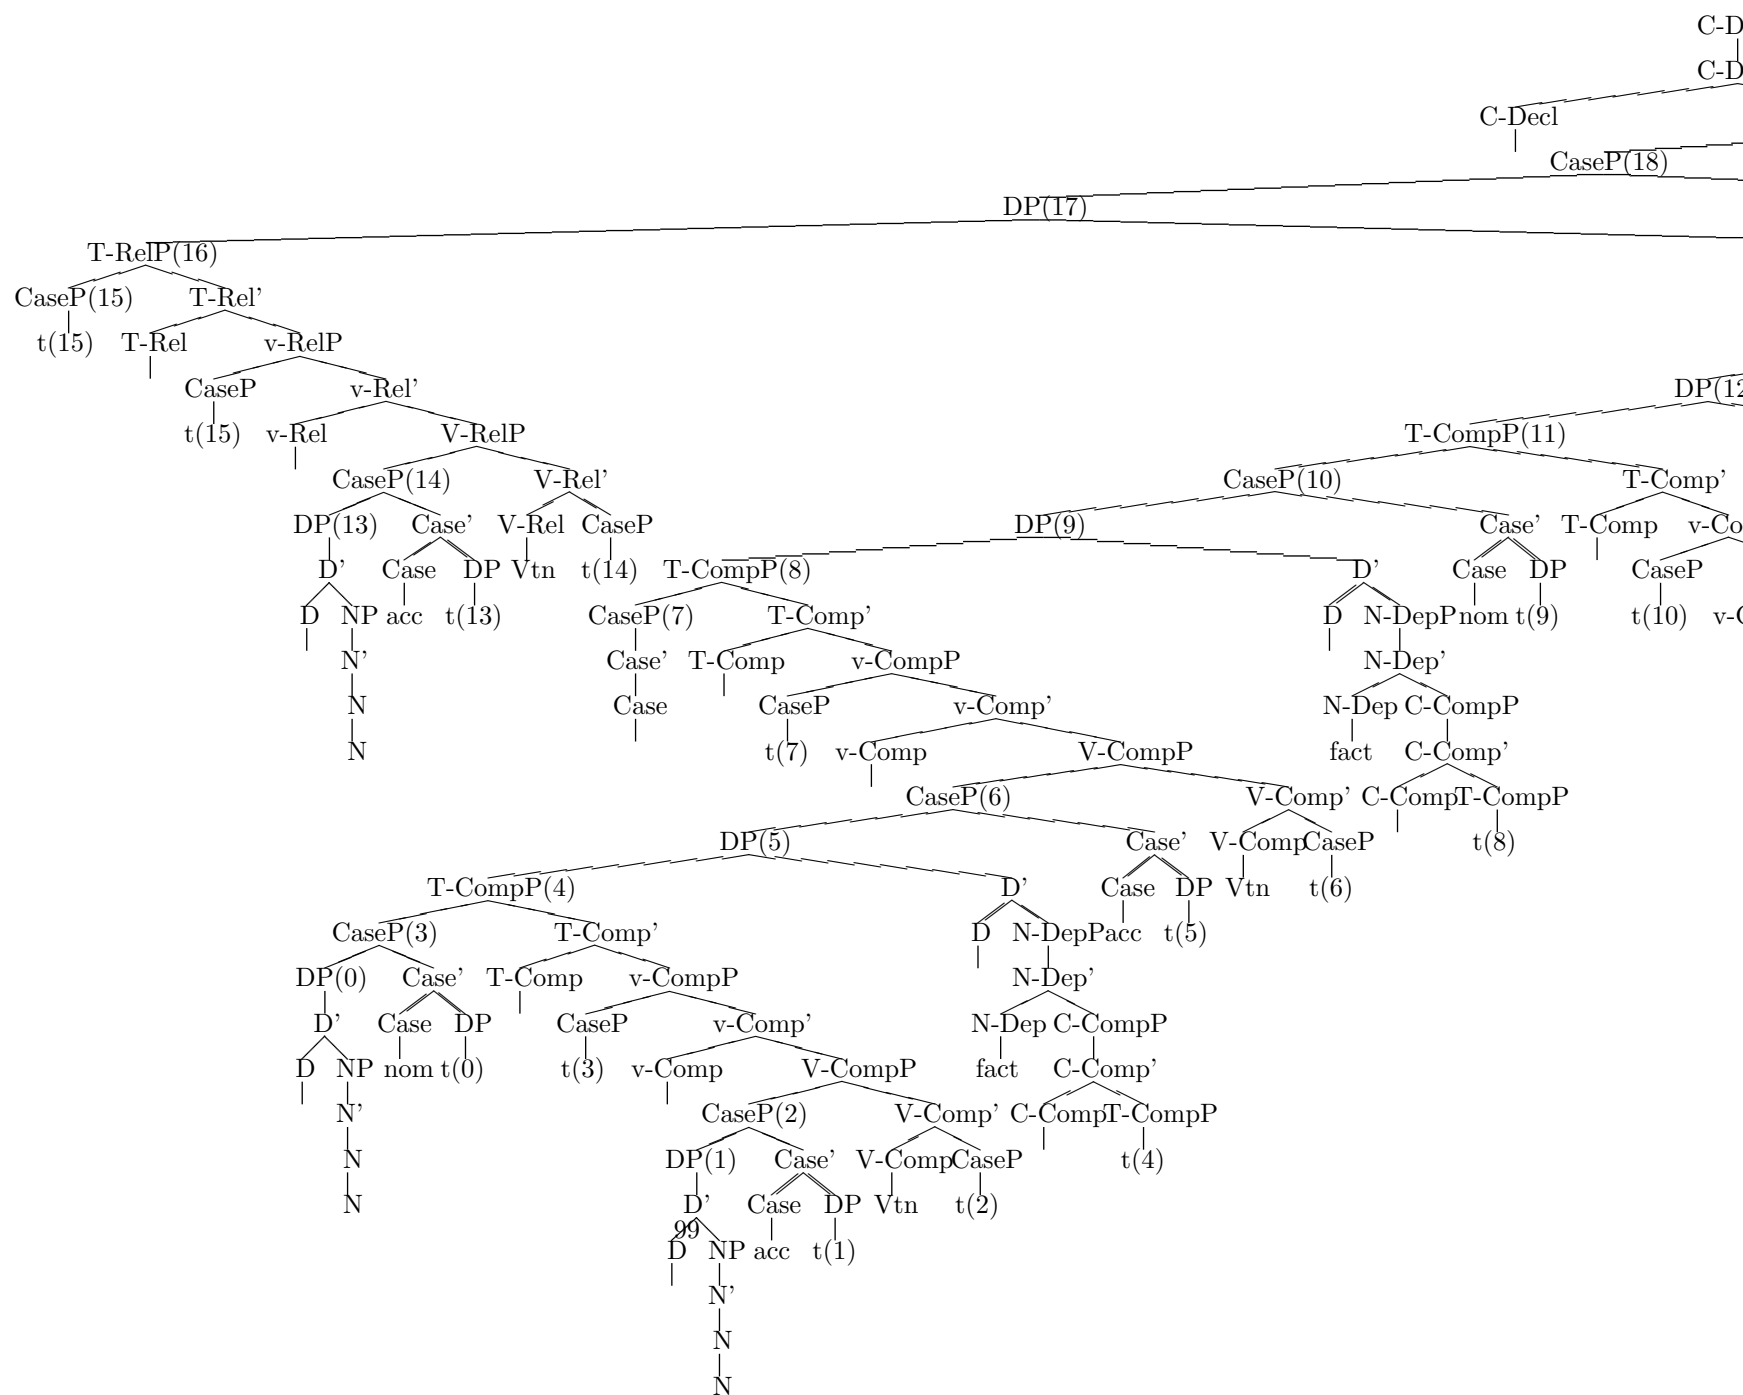 C-D
C-D
C-Decl
CaseP(18)
DP(17)
T-RelP(16)
CaseP(15) T-Rel'
t(15) T-Rel v-RelP
CaseP v-Rel' DP(12
t(15) v-Rel V-RelP T-CompP(11)
CaseP(14) V-Rel' CaseP(10) T-Comp'
DP(13) Case' V-Rel CaseP DP(9) Case' T-Comp v-Co
D' Case DP Vtn t(14) T-CompP(8) D' Case DP CaseP
D NP acc t(13) CaseP(7) T-Comp' D N-DepP nom t(9) t(10) v-C
N' Case' T-Comp v-CompP N-Dep'
N Case CaseP v-Comp' N-Dep C-CompP
N t(7) v-Comp V-CompP fact C-Comp'
CaseP(6) V-Comp' C-Comp T-CompP
DP(5) Case' V-Comp CaseP t(8)
T-CompP(4) D' Case DP Vtn t(6)
CaseP(3) T-Comp' D N-DepP acc t(5)
DP(0) Case' T-Comp v-CompP N-Dep'
D' Case DP CaseP v-Comp' N-Dep C-CompP
D NP nom t(0) t(3) v-Comp V-CompP fact C-Comp'
N' CaseP(2) V-Comp' C-Comp T-CompP
N DP(1) Case' V-Comp CaseP t(4)
N D' Case DP Vtn t(2)
99
D NP acc t(1)
N'
N
N